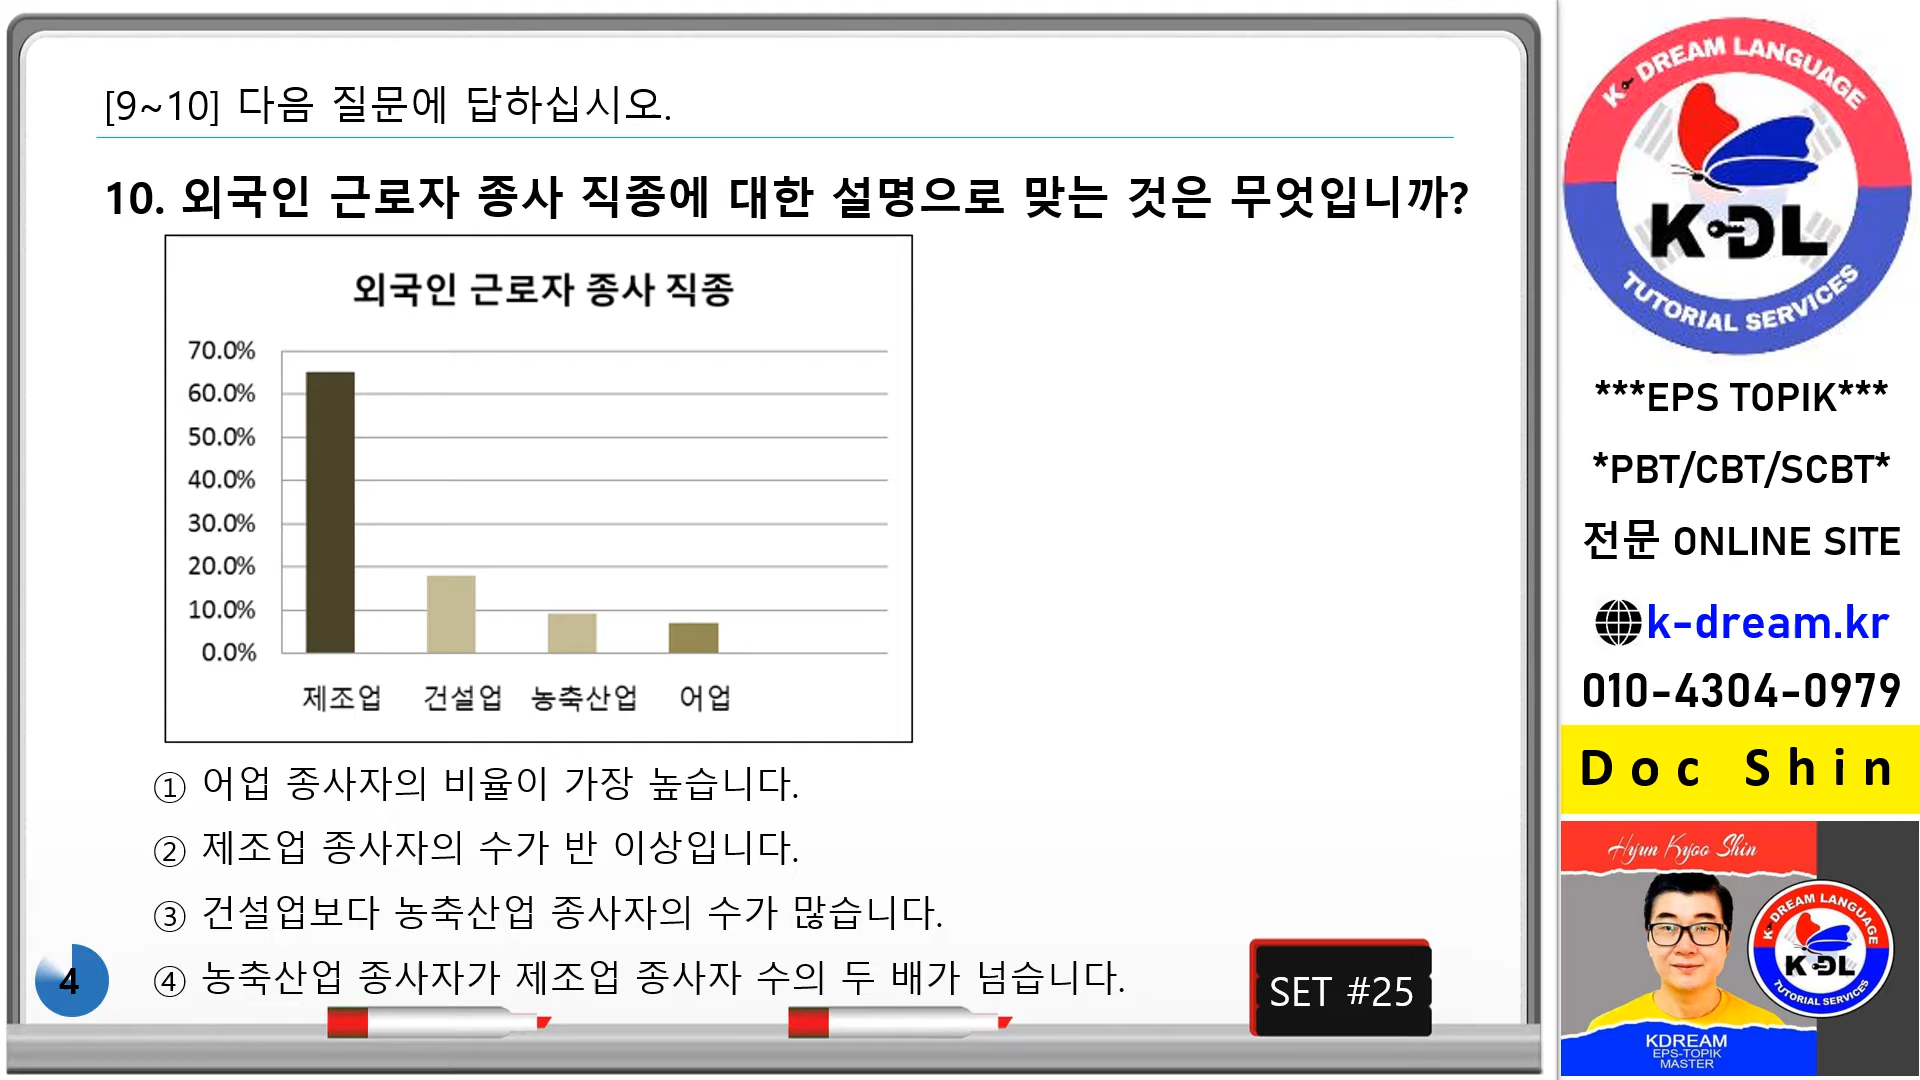 [9~10] 다음 질문에 답하십시오.
10. 외국인 근로자 종사 직종에 대한 설명으로 맞는 것은 무엇입니까?
외국인 근로자 종사 직종
70.0%
60.0%
50.0%
40.0%
30.0%
20.0%
10.0%
0.0%
제조업 건설업 농축산업 어업
① 어업 종사자의 비율이 가장 높습니다.
② 제조업 종사자의 수가 반 이상입니다.
③ 건설업보다 농축산업 종사자의 수가 많습니다.
④ 농축산업 종사자가 제조업 종사자 수의 두 배가 넘습니다.
4
SET #25
K DREAM LANGUAGE
K DL
TUTORIAL SERVICES
***EPS TOPIK***
*PBT/CBT/SCBT*
전문 ONLINE SITE
k-dream.kr
010-4304-0979
Doc Shin
Hyun Kyoo Shin
K DREAM LANGUAGE
K DL
TUTORIAL SERVICES
KDREAM
EPS-TOPIK
MASTER